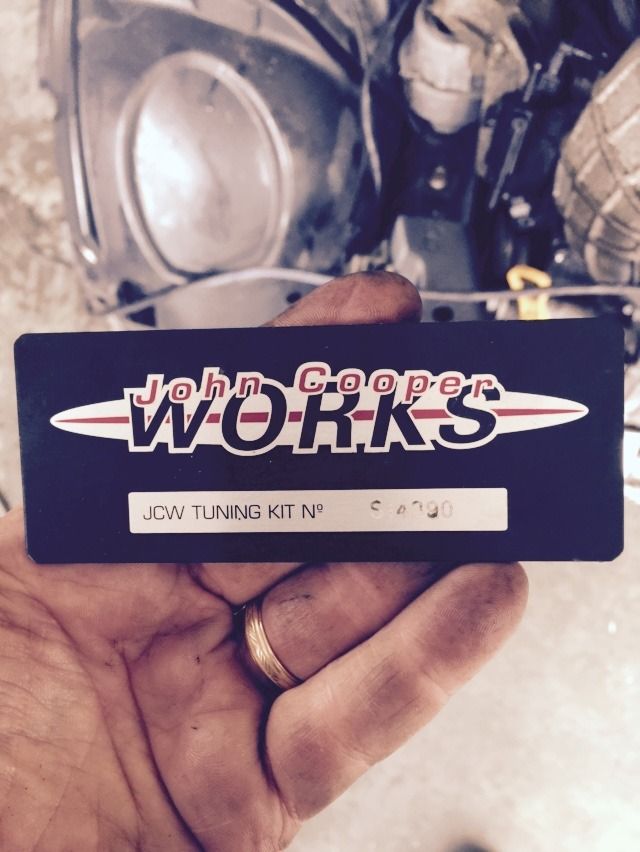 John Cooper
WORKS
JCW TUNING KIT Nº